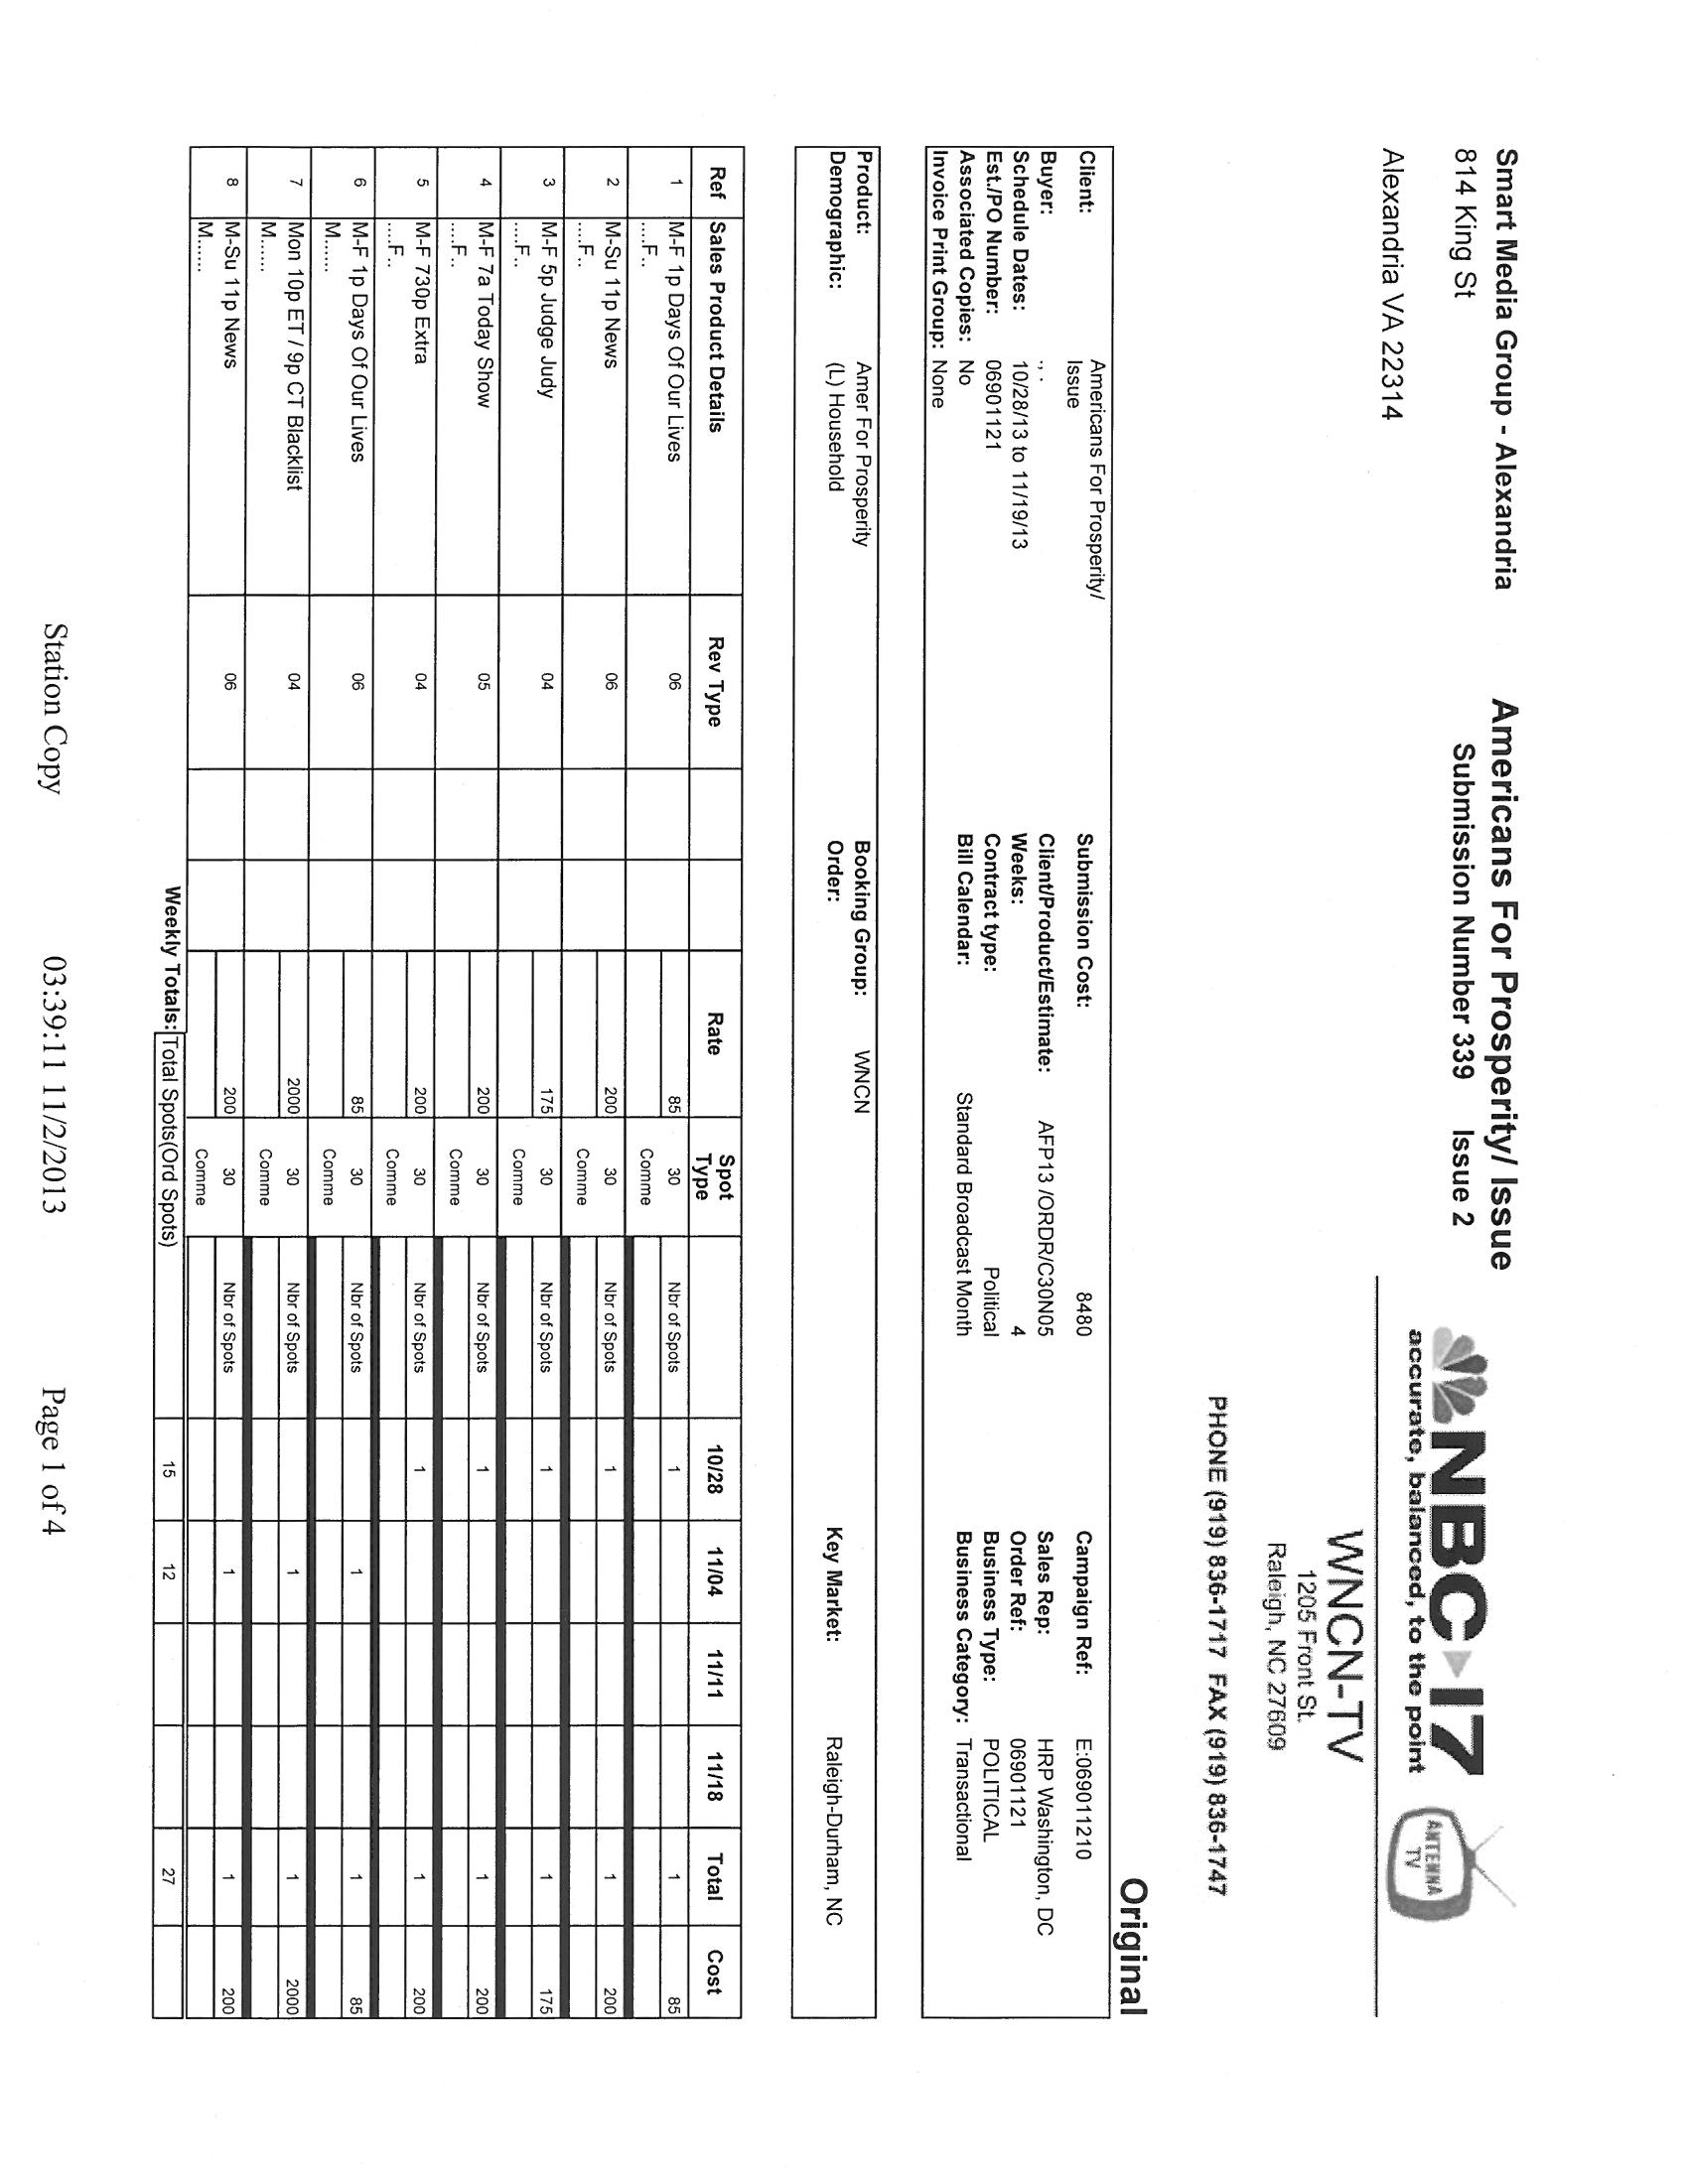 Smart Media Group - Alexandria
814 King St
Alexandria VA 22314
Americans For Prosperity/ Issue
Submission Number 339 Issue 2
NBC 17
accurate, balanced, to the point
ANTENNA
TV
WNCN-TV
1205 Front St.
Raleigh, NC 27609
PHONE (919) 836-1717 FAX (919) 836-1747
Original
Client: Americans For Prosperity/
Issue
Buyer: ., .
Schedule Dates: 10/28/13 to 11/19/13
Est./PO Number: 06901121
Associated Copies: No
Invoice Print Group: None
Submission Cost: 8480
Client/Product/Estimate: AFP13 /ORDR/C30N05
Weeks: 4
Contract type: Political
Bill Calendar: Standard Broadcast Month
Campaign Ref: E:069011210
Sales Rep: HRP Washington, DC
Order Ref: 06901121
Business Type: POLITICAL
Business Category: Transactional
Product: Amer For Prosperity
Demographic: (L) Household
Booking Group: WNCN
Order:
Key Market: Raleigh-Durham, NC
Ref Sales Product Details Rev Type Rate Spot Type 10/28 11/04 11/11 11/18 Total Cost
1 M-F 1p Days Of Our Lives 06 85 30 Nbr of Spots 1 1 85
....F.. Comme
2 M-Su 11p News 06 200 30 Nbr of Spots 1 1 200
....F.. Comme
3 M-F 5p Judge Judy 04 175 30 Nbr of Spots 1 1 175
....F.. Comme
4 M-F 7a Today Show 05 200 30 Nbr of Spots 1 1 200
....F.. Comme
5 M-F 730p Extra 04 200 30 Nbr of Spots 1 1 200
....F.. Comme
6 M-F 1p Days Of Our Lives 06 85 30 Nbr of Spots 1 1 85
M...... Comme
7 Mon 10p ET / 9p CT Blacklist 04 2000 30 Nbr of Spots 1 1 2000
M...... Comme
8 M-Su 11p News 06 200 30 Nbr of Spots 1 1 200
M...... Comme
Weekly Totals: Total Spots(Ord Spots) 15 12 27
Station Copy 03:39:11 11/2/2013 Page 1 of 4